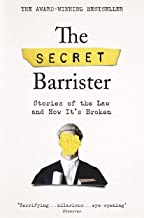 THE AWARD-WINNING BESTSELLER
The
SECRET
Barrister
Stories of the Law
and How It's Broken
'Terrifying...hilarious...eye-opening'
Observer